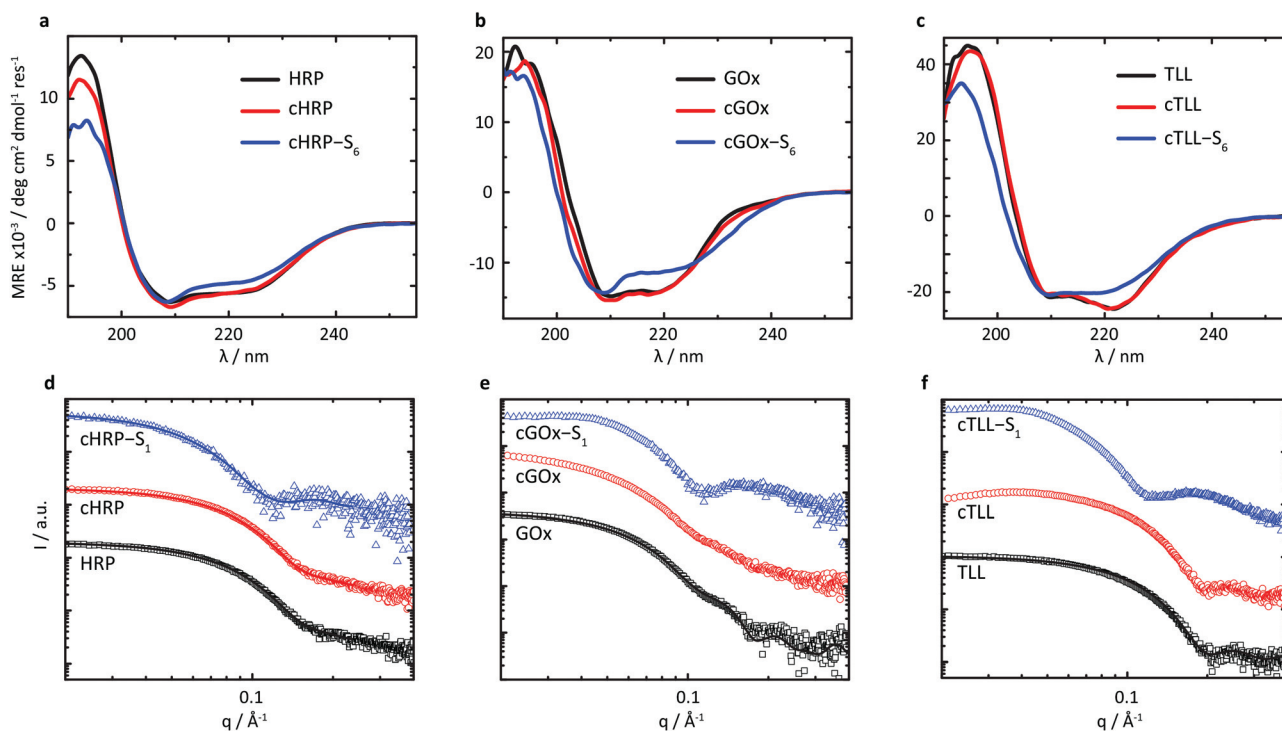 a
b
c
HRP
cHRP
cHRP–S₆
GOx
cGOx
cGOx–S₆
TLL
cTLL
cTLL–S₆
MRE x10⁻³ / deg cm² dmol⁻¹ res⁻¹
10
5
0
-5
200
220
240
λ / nm
20
10
0
-10
200
220
240
λ / nm
40
20
0
-20
200
220
240
λ / nm
d
e
f
cHRP–S₁
cHRP
HRP
I / a.u.
0.1
q / Å⁻¹
cGOx–S₁
cGOx
GOx
0.1
q / Å⁻¹
cTLL–S₁
cTLL
TLL
0.1
q / Å⁻¹